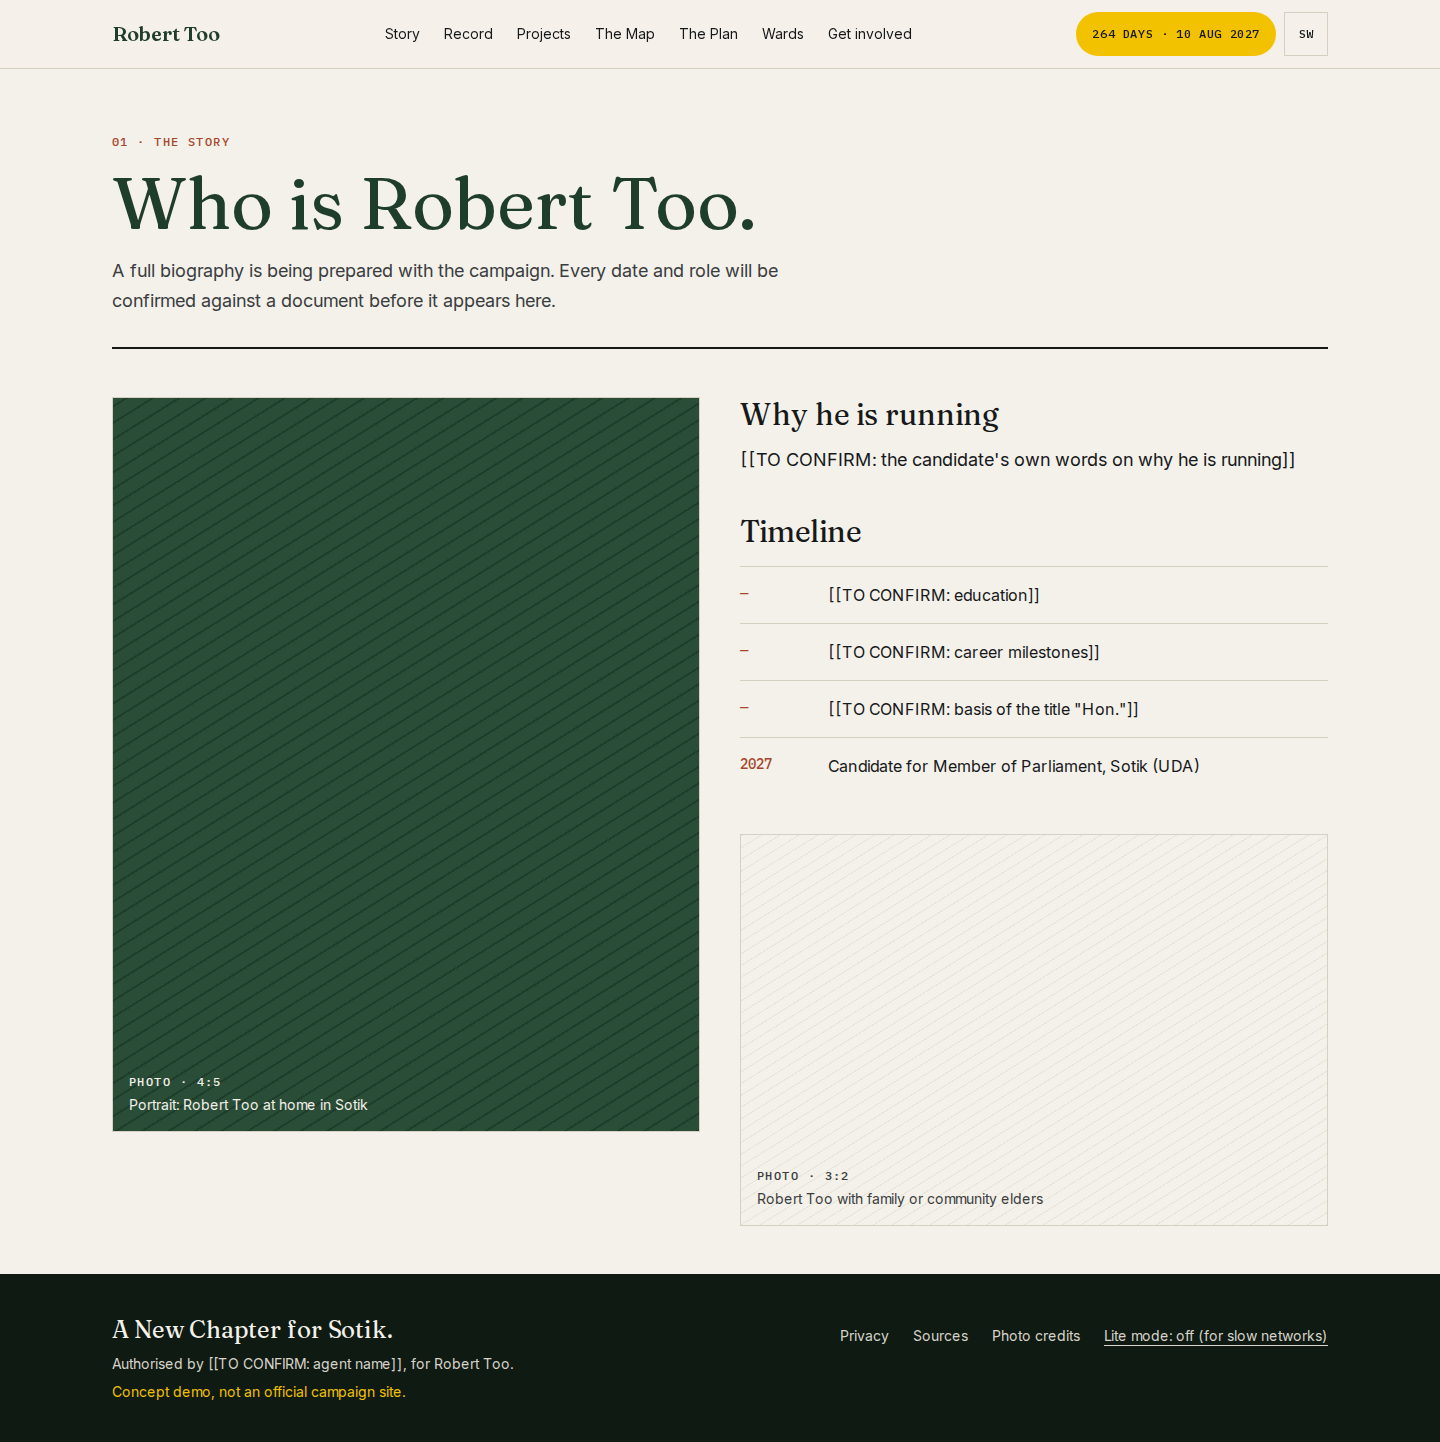 Robert Too
Story
Record
Projects
The Map
The Plan
Wards
Get involved
264 DAYS · 10 AUG 2027
SW
01 · THE STORY
Who is Robert Too.
A full biography is being prepared with the campaign. Every date and role will be
confirmed against a document before it appears here.
PHOTO · 4:5
Portrait: Robert Too at home in Sotik
Why he is running
[[TO CONFIRM: the candidate's own words on why he is running]]
Timeline
— [[TO CONFIRM: education]]
— [[TO CONFIRM: career milestones]]
— [[TO CONFIRM: basis of the title "Hon."]]
2027 Candidate for Member of Parliament, Sotik (UDA)
PHOTO · 3:2
Robert Too with family or community elders
A New Chapter for Sotik.
Authorised by [[TO CONFIRM: agent name]], for Robert Too.
Concept demo, not an official campaign site.
Privacy
Sources
Photo credits
Lite mode: off (for slow networks)